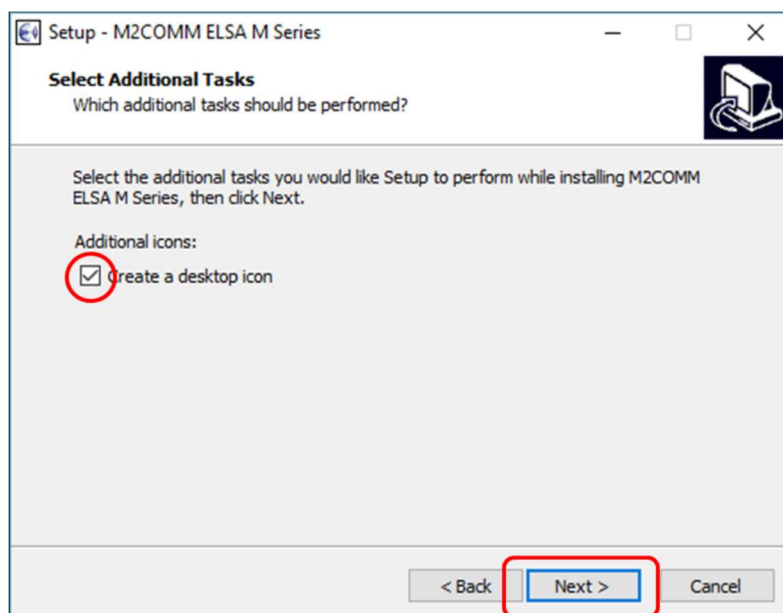 Setup - M2COMM ELSA M Series
Select Additional Tasks
Which additional tasks should be performed?
Select the additional tasks you would like Setup to perform while installing M2COMM
ELSA M Series, then click Next.
Additional icons:
Create a desktop icon
< Back
Next >
Cancel